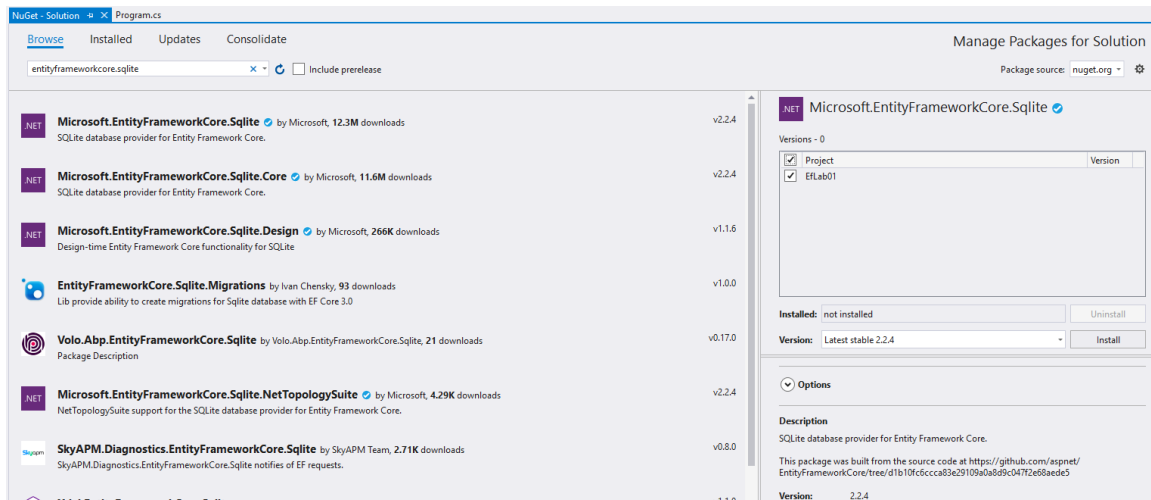 NuGet - Solution
Program.cs
Browse Installed Updates Consolidate
Manage Packages for Solution
entityframeworkcore.sqlite
Include prerelease
Package source: nuget.org
.NET
Microsoft.EntityFrameworkCore.Sqlite by Microsoft, 12.3M downloads
v2.2.4
SQLite database provider for Entity Framework Core.
.NET
Microsoft.EntityFrameworkCore.Sqlite.Core by Microsoft, 11.6M downloads
v2.2.4
SQLite database provider for Entity Framework Core.
.NET
Microsoft.EntityFrameworkCore.Sqlite.Design by Microsoft, 266K downloads
v1.1.6
Design-time Entity Framework Core functionality for SQLite
EntityFrameworkCore.Sqlite.Migrations by Ivan Chensky, 93 downloads
v1.0.0
Lib provide ability to create migrations for Sqlite database with EF Core 3.0
Volo.Abp.EntityFrameworkCore.Sqlite by Volo.Abp.EntityFrameworkCore.Sqlite, 21 downloads
v0.17.0
Package Description
.NET
Microsoft.EntityFrameworkCore.Sqlite.NetTopologySuite by Microsoft, 4.29K downloads
v2.2.4
NetTopologySuite support for the SQLite database provider for Entity Framework Core.
Skyapm
SkyAPM.Diagnostics.EntityFrameworkCore.Sqlite by SkyAPM Team, 2.71K downloads
v0.8.0
SkyAPM.Diagnostics.EntityFrameworkCore.Sqlite notifies of EF requests.
.NET
Microsoft.EntityFrameworkCore.Sqlite
Versions - 0
Project Version
EfLab01
Installed: not installed Uninstall
Version: Latest stable 2.2.4 Install
Options
Description
SQLite database provider for Entity Framework Core.
This package was built from the source code at https://github.com/aspnet/
EntityFrameworkCore/tree/d1b10fc6ccca83e29109a0a8d9c047f2e68aede5
Version: 2.2.4